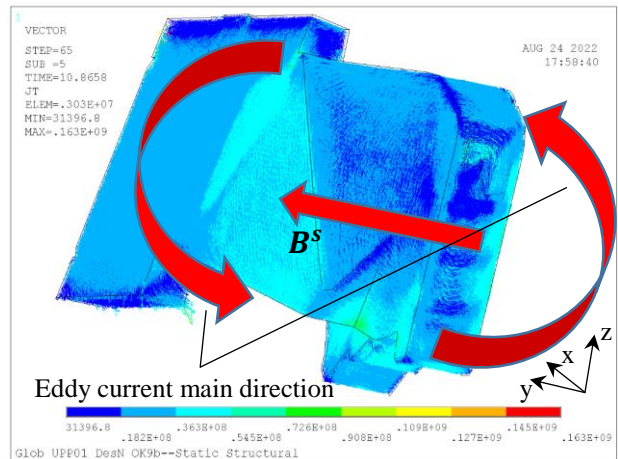 1
VECTOR
STEP=65
SUB =5
TIME=10.8658
JT
ELEM=.303E+07
MIN=31396.8
MAX=.163E+09
AUG 24 2022
17:58:40
B^s
z
x
y
Eddy current main direction
31396.8 .363E+08 .726E+08 .109E+09 .145E+09
.182E+08 .545E+08 .908E+08 .127E+09 .163E+09
Glob UPP01 DesN OK9b--Static Structural